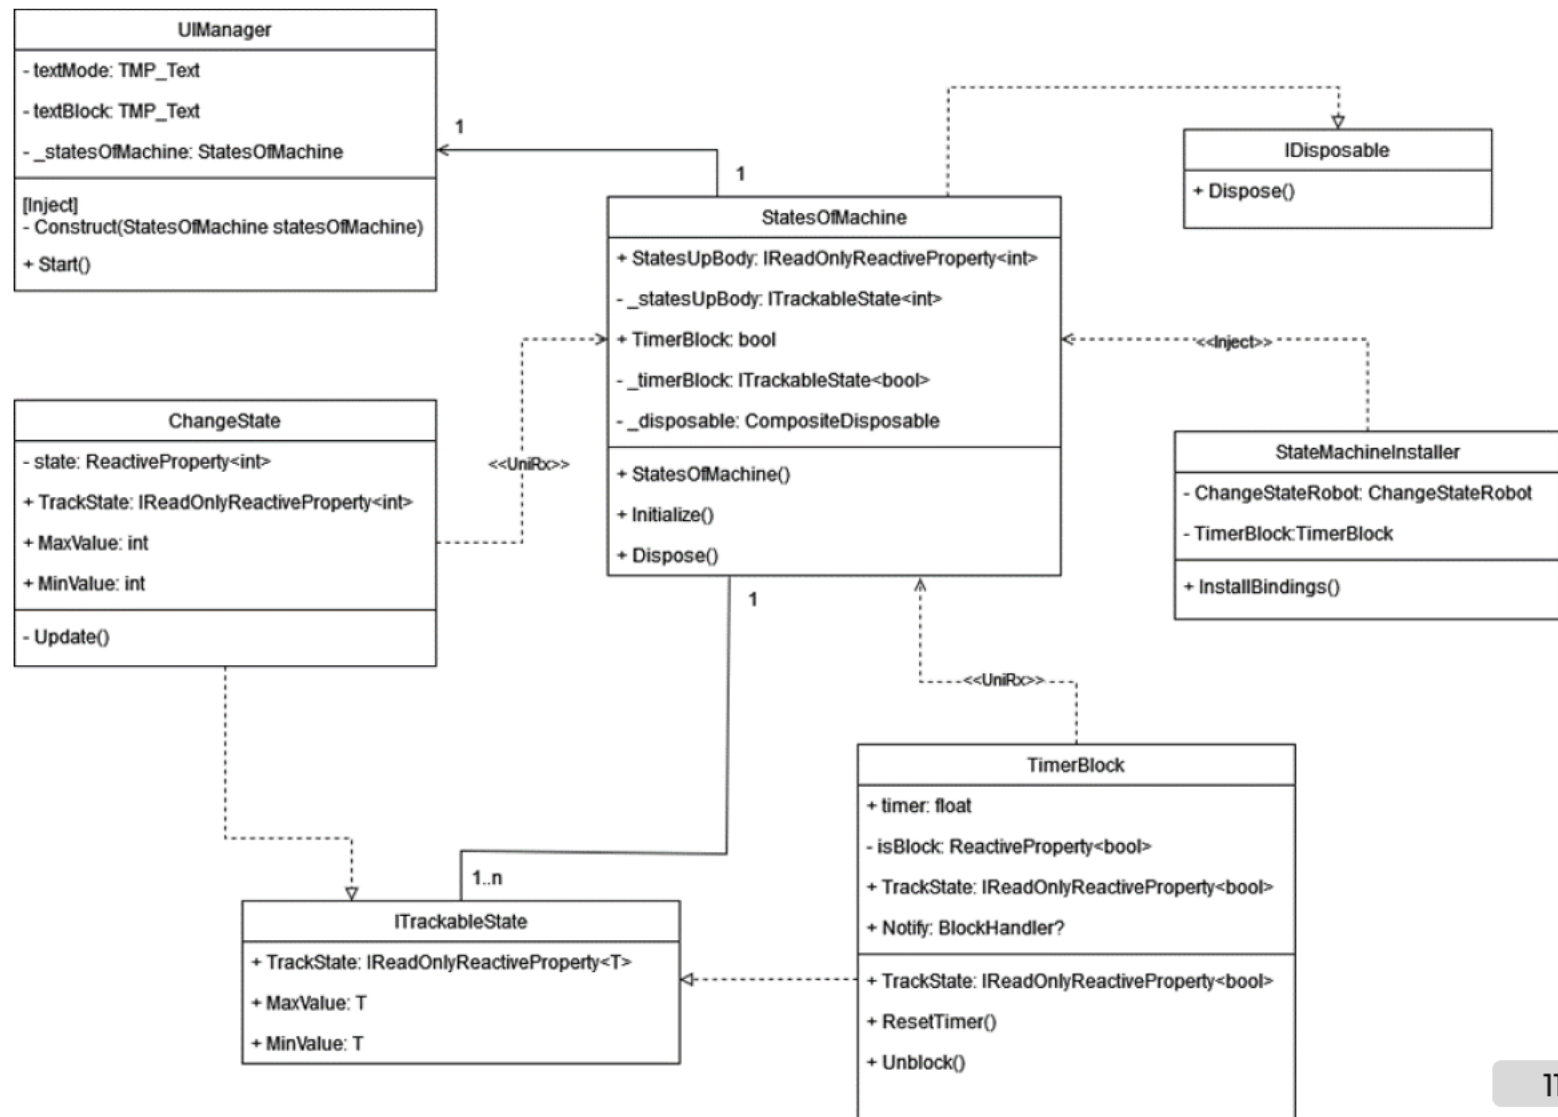 UIManager
- textMode: TMP_Text
- textBlock: TMP_Text
- _statesOfMachine: StatesOfMachine
[Inject]
- Construct(StatesOfMachine statesOfMachine)
+ Start()
1
1
IDisposable
+ Dispose()
StatesOfMachine
+ StatesUpBody: IReadOnlyReactiveProperty<int>
- _statesUpBody: ITrackableState<int>
+ TimerBlock: bool
- _timerBlock: ITrackableState<bool>
- _disposable: CompositeDisposable
+ StatesOfMachine()
+ Initialize()
+ Dispose()
<<Inject>>
ChangeState
- state: ReactiveProperty<int>
+ TrackState: IReadOnlyReactiveProperty<int>
+ MaxValue: int
+ MinValue: int
- Update()
<<UniRx>>
StateMachineInstaller
- ChangeStateRobot: ChangeStateRobot
- TimerBlock:TimerBlock
+ InstallBindings()
1
<<UniRx>>
TimerBlock
+ timer: float
- isBlock: ReactiveProperty<bool>
+ TrackState: IReadOnlyReactiveProperty<bool>
+ Notify: BlockHandler?
+ TrackState: IReadOnlyReactiveProperty<bool>
+ ResetTimer()
+ Unblock()
1..n
ITrackableState
+ TrackState: IReadOnlyReactiveProperty<T>
+ MaxValue: T
+ MinValue: T
11